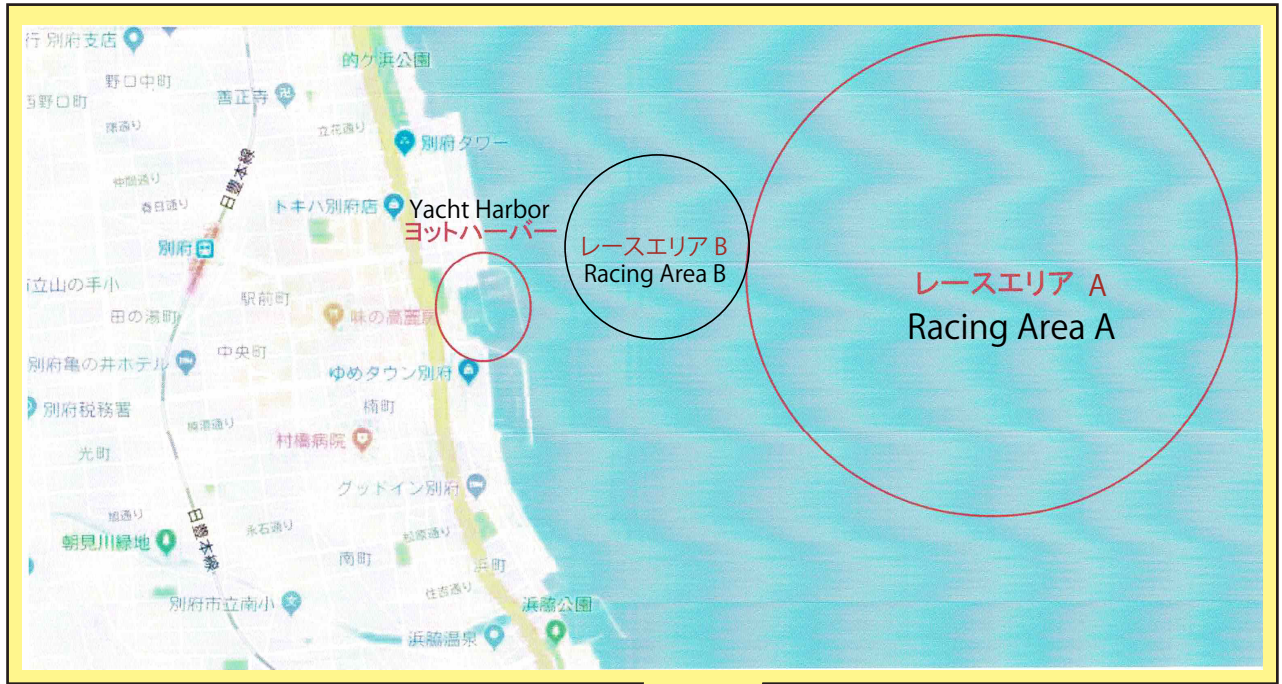 行 別府支店
的ケ浜公園
野口中町
西野口町
善正寺
立花通り
別府タワー
仲間通り
春日通り
日豊本線
トキハ別府店
Yacht Harbor
ヨットハーバー
別府
レースエリア B
Racing Area B
市立山の手小
駅前町
田の湯町
味の高麗房
レースエリア A
Racing Area A
中央町
別府亀の井ホテル
ゆめタウン別府
別府税務署
楠町
村橋病院
光町
グッドイン別府
旭通り
永石通り
松原通り
朝見川緑地
日豊本線
南町
浜町
住吉通り
別府市立南小
浜脇公園
浜脇温泉